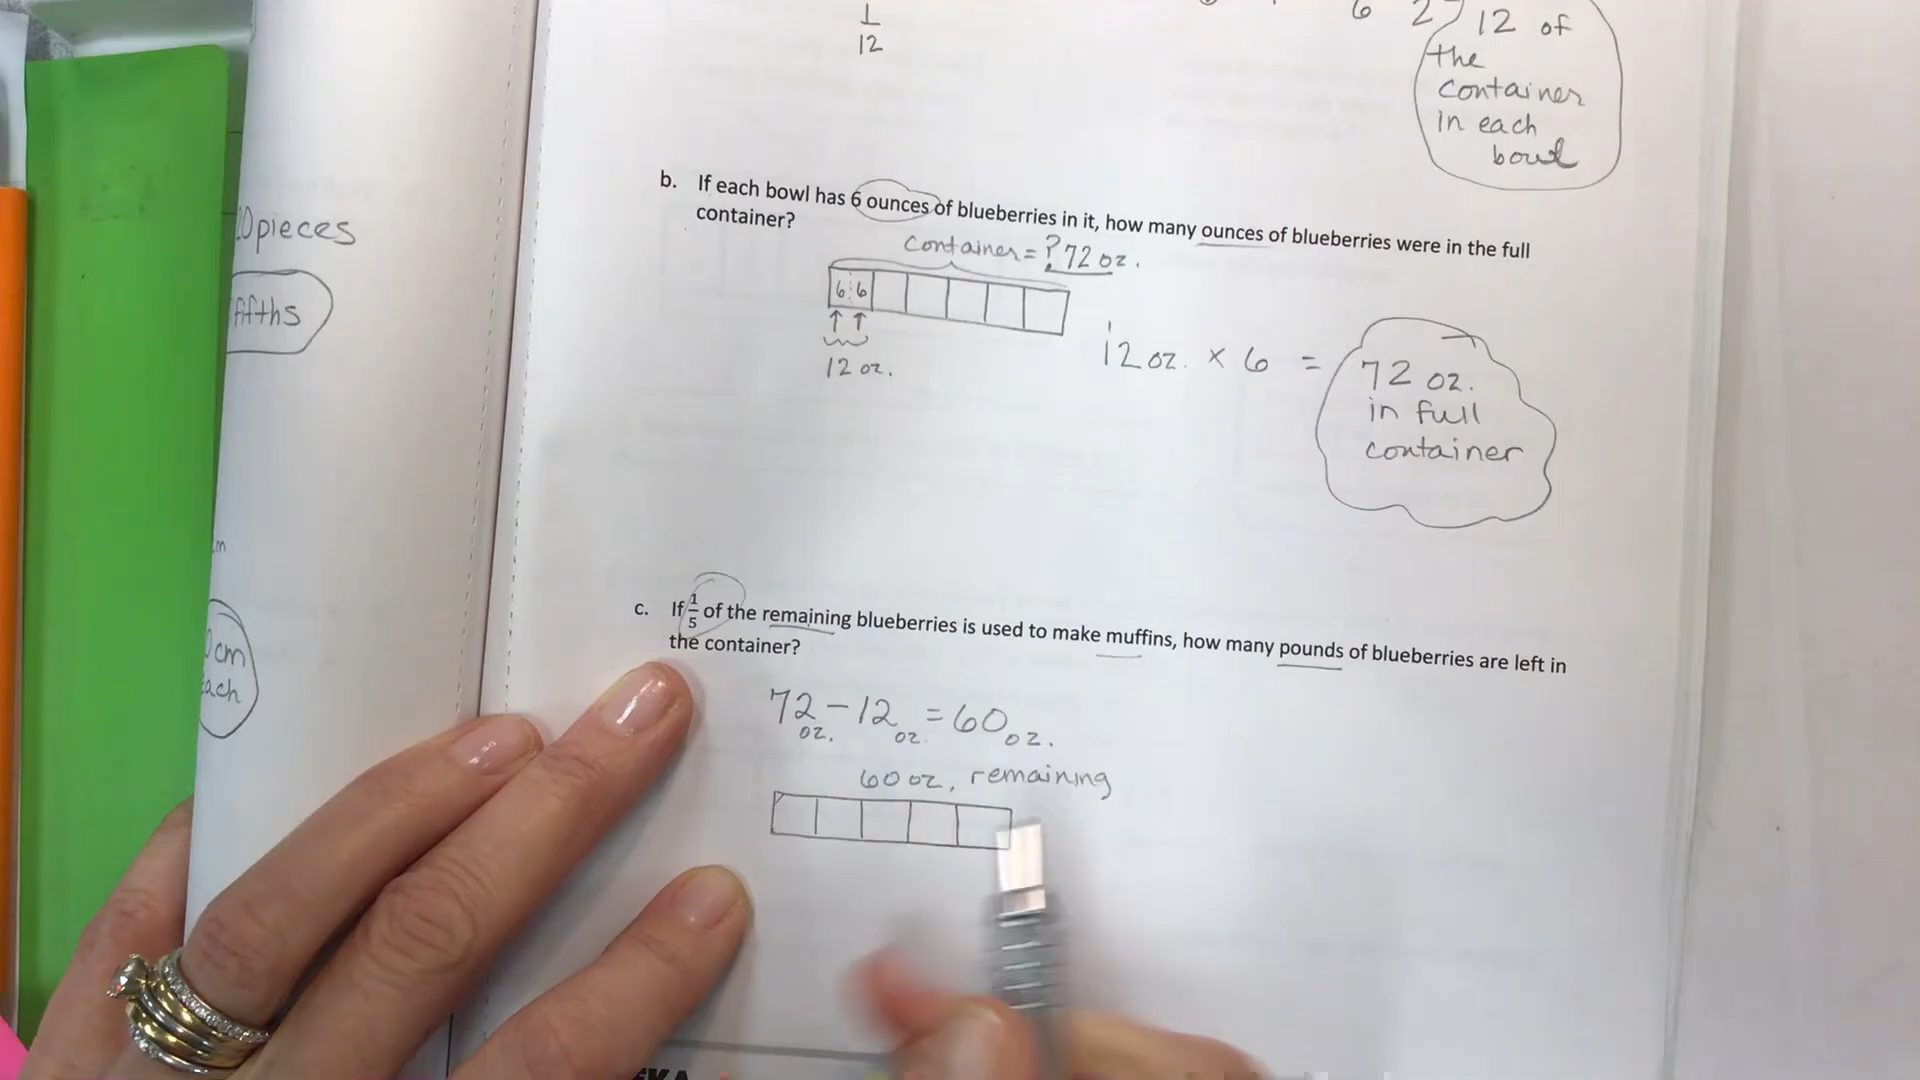 1
12
6 2
12 of
the
container
in each
bowl
pieces
fifths
cm
each
b. If each bowl has 6 ounces of blueberries in it, how many ounces of blueberries were in the full
container?
container = ? 72 oz.
6 6
12 oz.
12 oz. × 6 = 72 oz.
in full
container
c. If 1/5 of the remaining blueberries is used to make muffins, how many pounds of blueberries are left in
the container?
72 oz. - 12 oz. = 60 oz.
60 oz. remaining